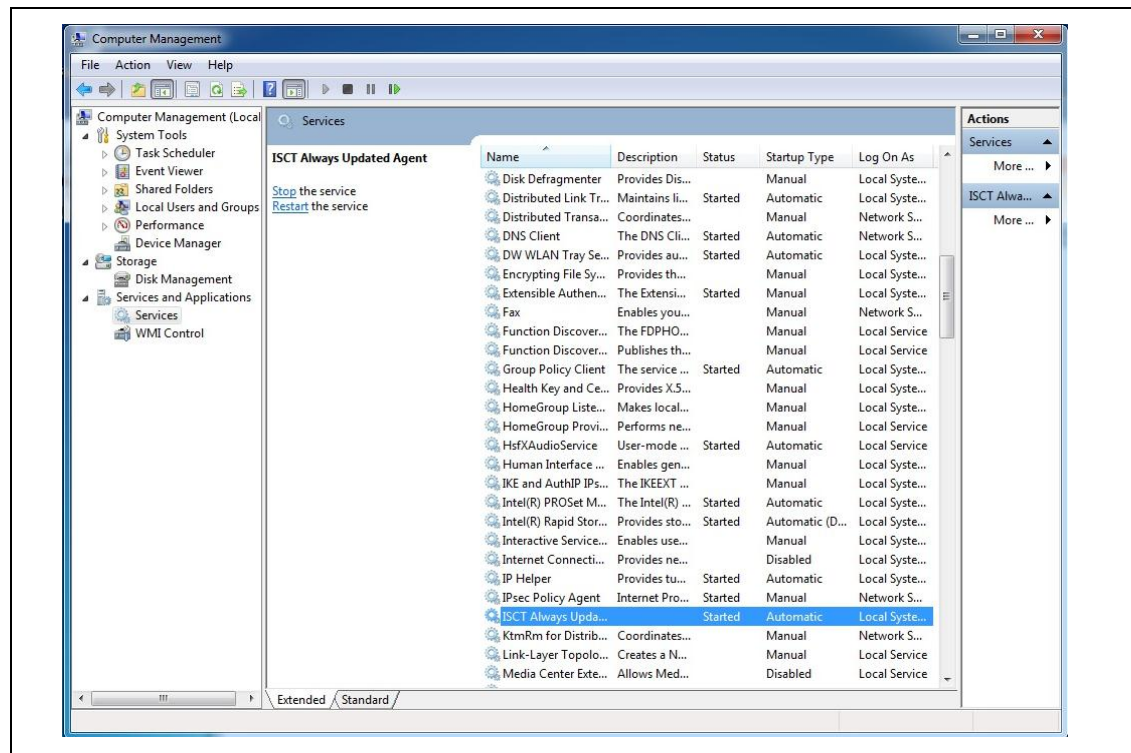 Computer Management
File Action View Help
Computer Management (Local
System Tools
Task Scheduler
Event Viewer
Shared Folders
Local Users and Groups
Performance
Device Manager
Storage
Disk Management
Services and Applications
Services
WMI Control
Services
ISCT Always Updated Agent
Stop the service
Restart the service
Name Description Status Startup Type Log On As
Disk Defragmenter Provides Dis... Manual Local Syste...
Distributed Link Tr... Maintains li... Started Automatic Local Syste...
Distributed Transa... Coordinates... Manual Network S...
DNS Client The DNS Cli... Started Automatic Network S...
DW WLAN Tray Se... Provides au... Started Automatic Local Syste...
Encrypting File Sy... Provides th... Manual Local Syste...
Extensible Authen... The Extensi... Started Manual Local Syste...
Fax Enables you... Manual Network S...
Function Discover... The FDPHO... Manual Local Service
Function Discover... Publishes th... Manual Local Service
Group Policy Client The service ... Started Automatic Local Syste...
Health Key and Ce... Provides X.5... Manual Local Syste...
HomeGroup Liste... Makes local... Manual Local Syste...
HomeGroup Provi... Performs ne... Manual Local Service
HsfXAudioService User-mode ... Started Automatic Local Syste...
Human Interface ... Enables gen... Manual Local Syste...
IKE and AuthIP IPs... The IKEEXT ... Manual Local Syste...
Intel(R) PROSet M... The Intel(R) ... Started Automatic Local Syste...
Intel(R) Rapid Stor... Provides sto... Started Automatic (D... Local Syste...
Interactive Service... Enables use... Manual Local Syste...
Internet Connecti... Provides ne... Disabled Local Syste...
IP Helper Provides tu... Started Automatic Local Syste...
IPsec Policy Agent Internet Pro... Started Manual Network S...
ISCT Always Upda... Started Automatic Local Syste...
KtmRm for Distrib... Coordinates... Manual Network S...
Link-Layer Topolo... Creates a N... Manual Local Service
Media Center Exte... Allows Med... Disabled Local Service
Extended Standard
Actions
Services
More ...
ISCT Alwa...
More ...